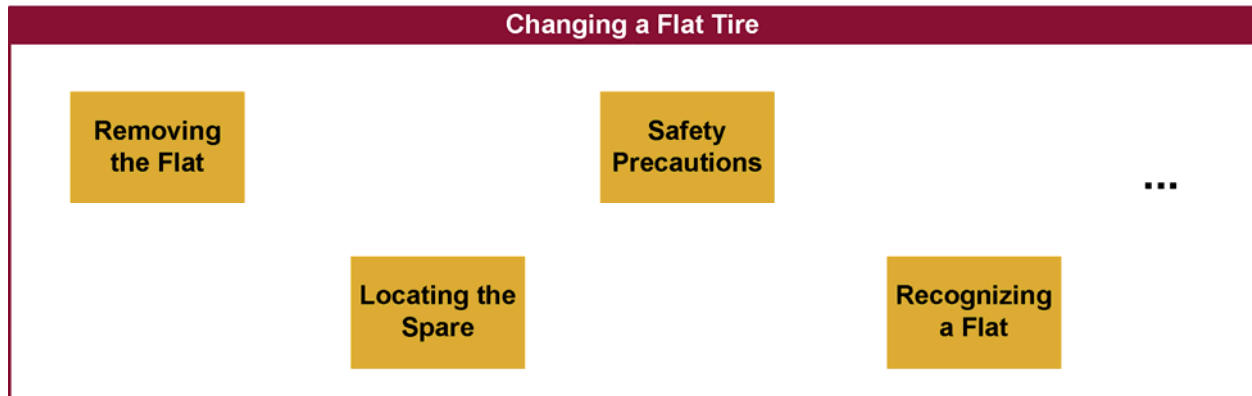 Changing a Flat Tire
Removing
the Flat
Safety
Precautions
...
Locating the
Spare
Recognizing
a Flat